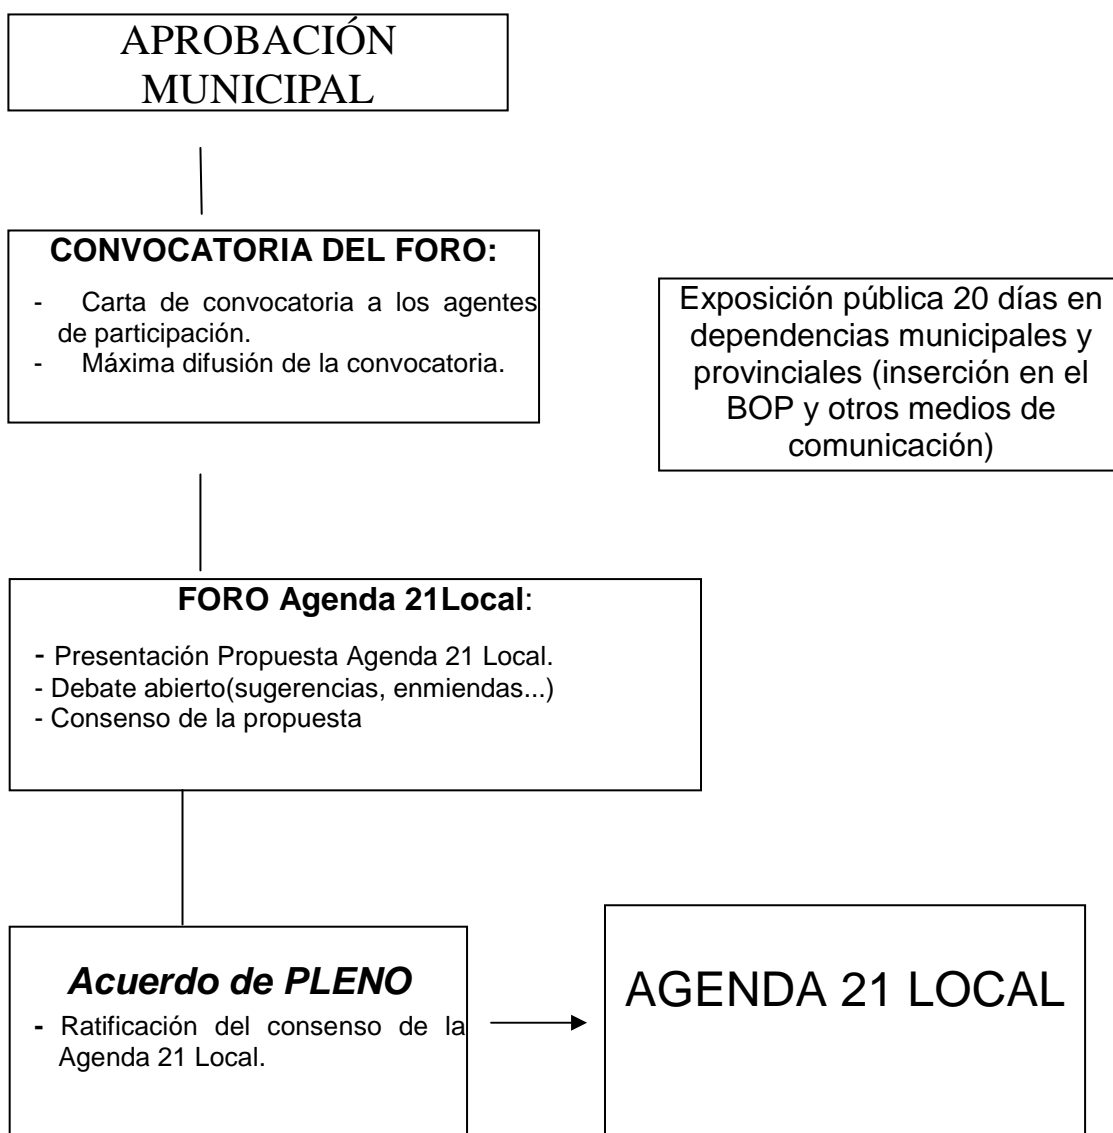 APROBACIÓN
MUNICIPAL
CONVOCATORIA DEL FORO:
- Carta de convocatoria a los agentes
de participación.
- Máxima difusión de la convocatoria.
Exposición pública 20 días en
dependencias municipales y
provinciales (inserción en el
BOP y otros medios de
comunicación)
FORO Agenda 21Local:
- Presentación Propuesta Agenda 21 Local.
- Debate abierto(sugerencias, enmiendas...)
- Consenso de la propuesta
Acuerdo de PLENO
- Ratificación del consenso de la
Agenda 21 Local.
AGENDA 21 LOCAL